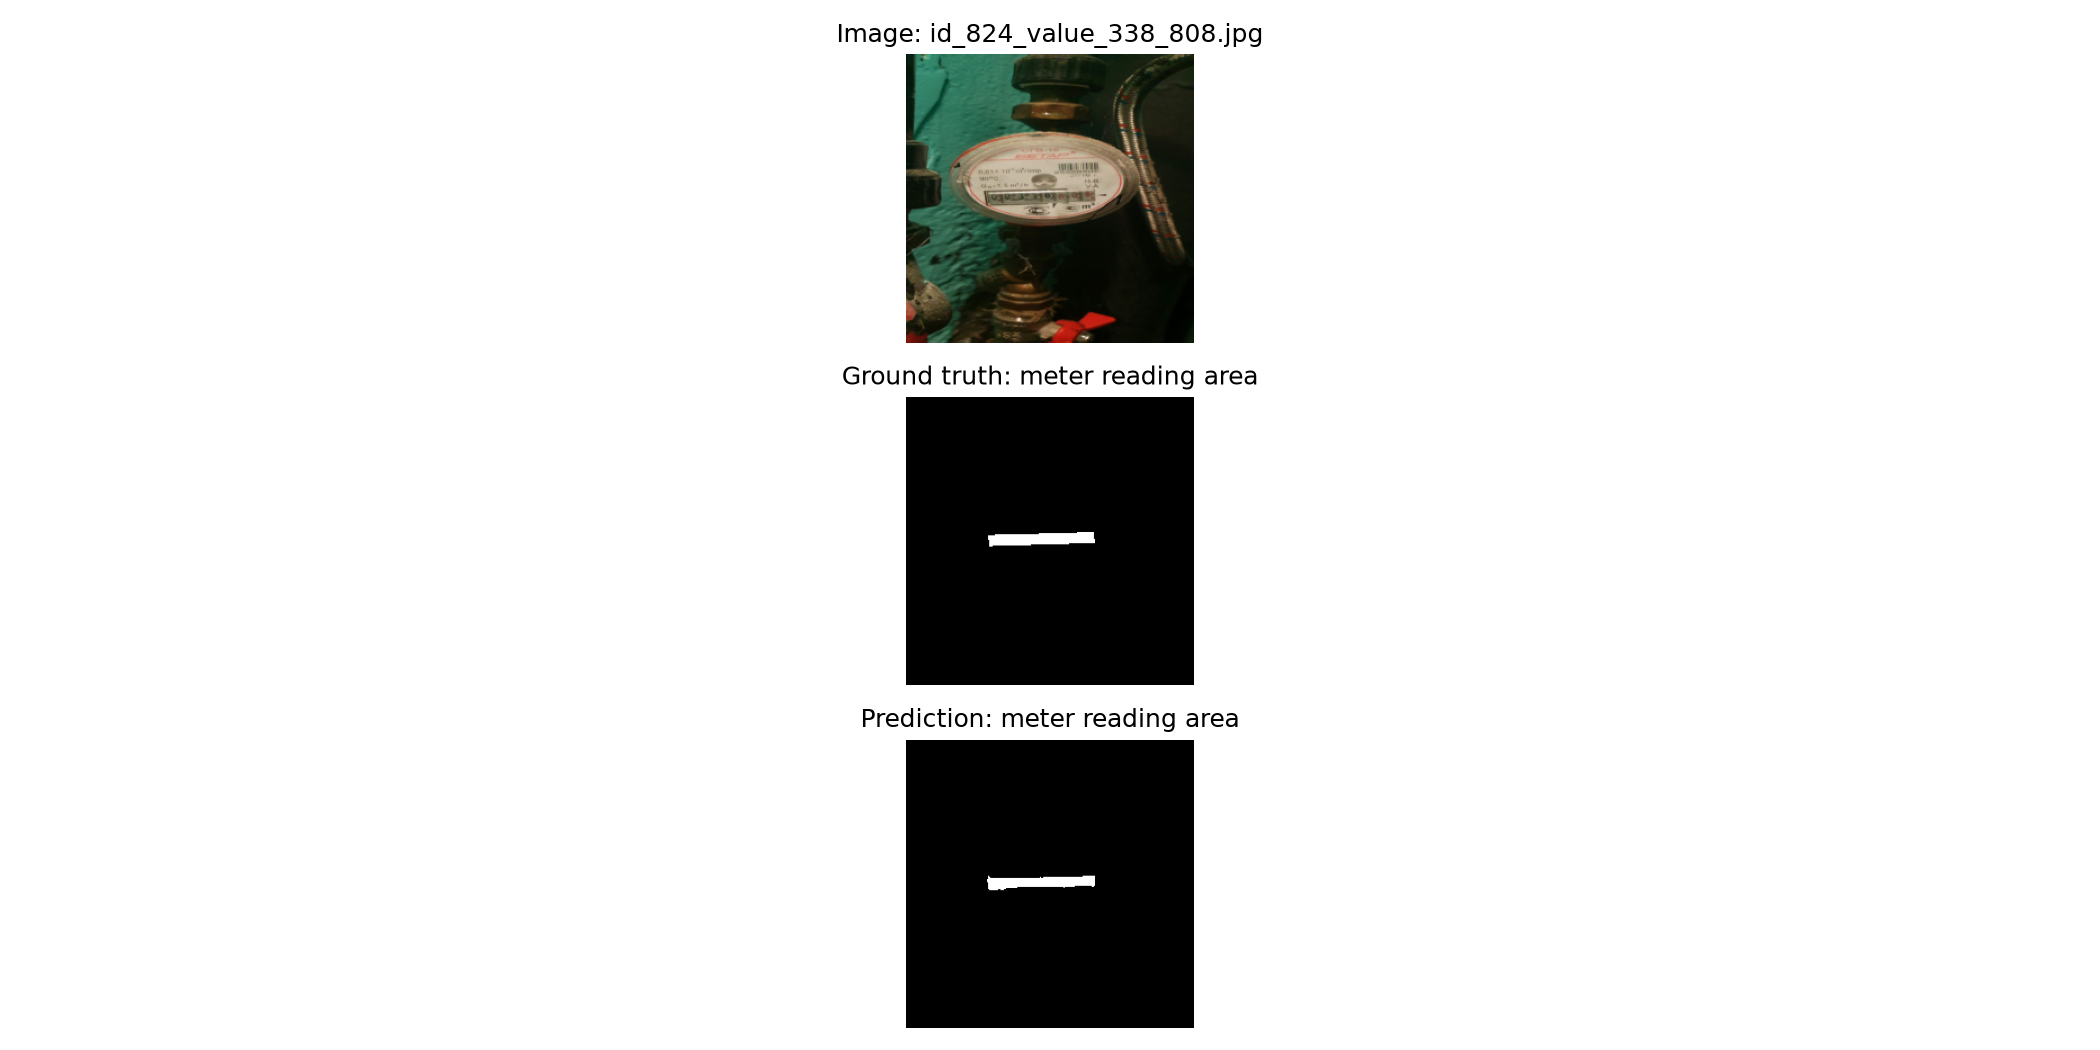 Image: id_824_value_338_808.jpg
Ground truth: meter reading area
Prediction: meter reading area